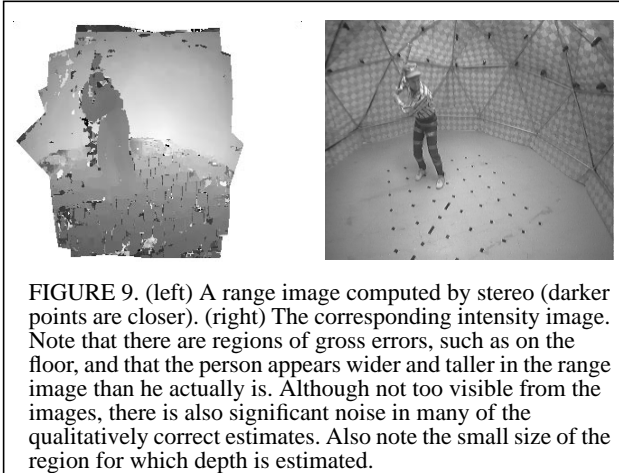 FIGURE 9. (left) A range image computed by stereo (darker
points are closer). (right) The corresponding intensity image.
Note that there are regions of gross errors, such as on the
floor, and that the person appears wider and taller in the range
image than he actually is. Although not too visible from the
images, there is also significant noise in many of the
qualitatively correct estimates. Also note the small size of the
region for which depth is estimated.